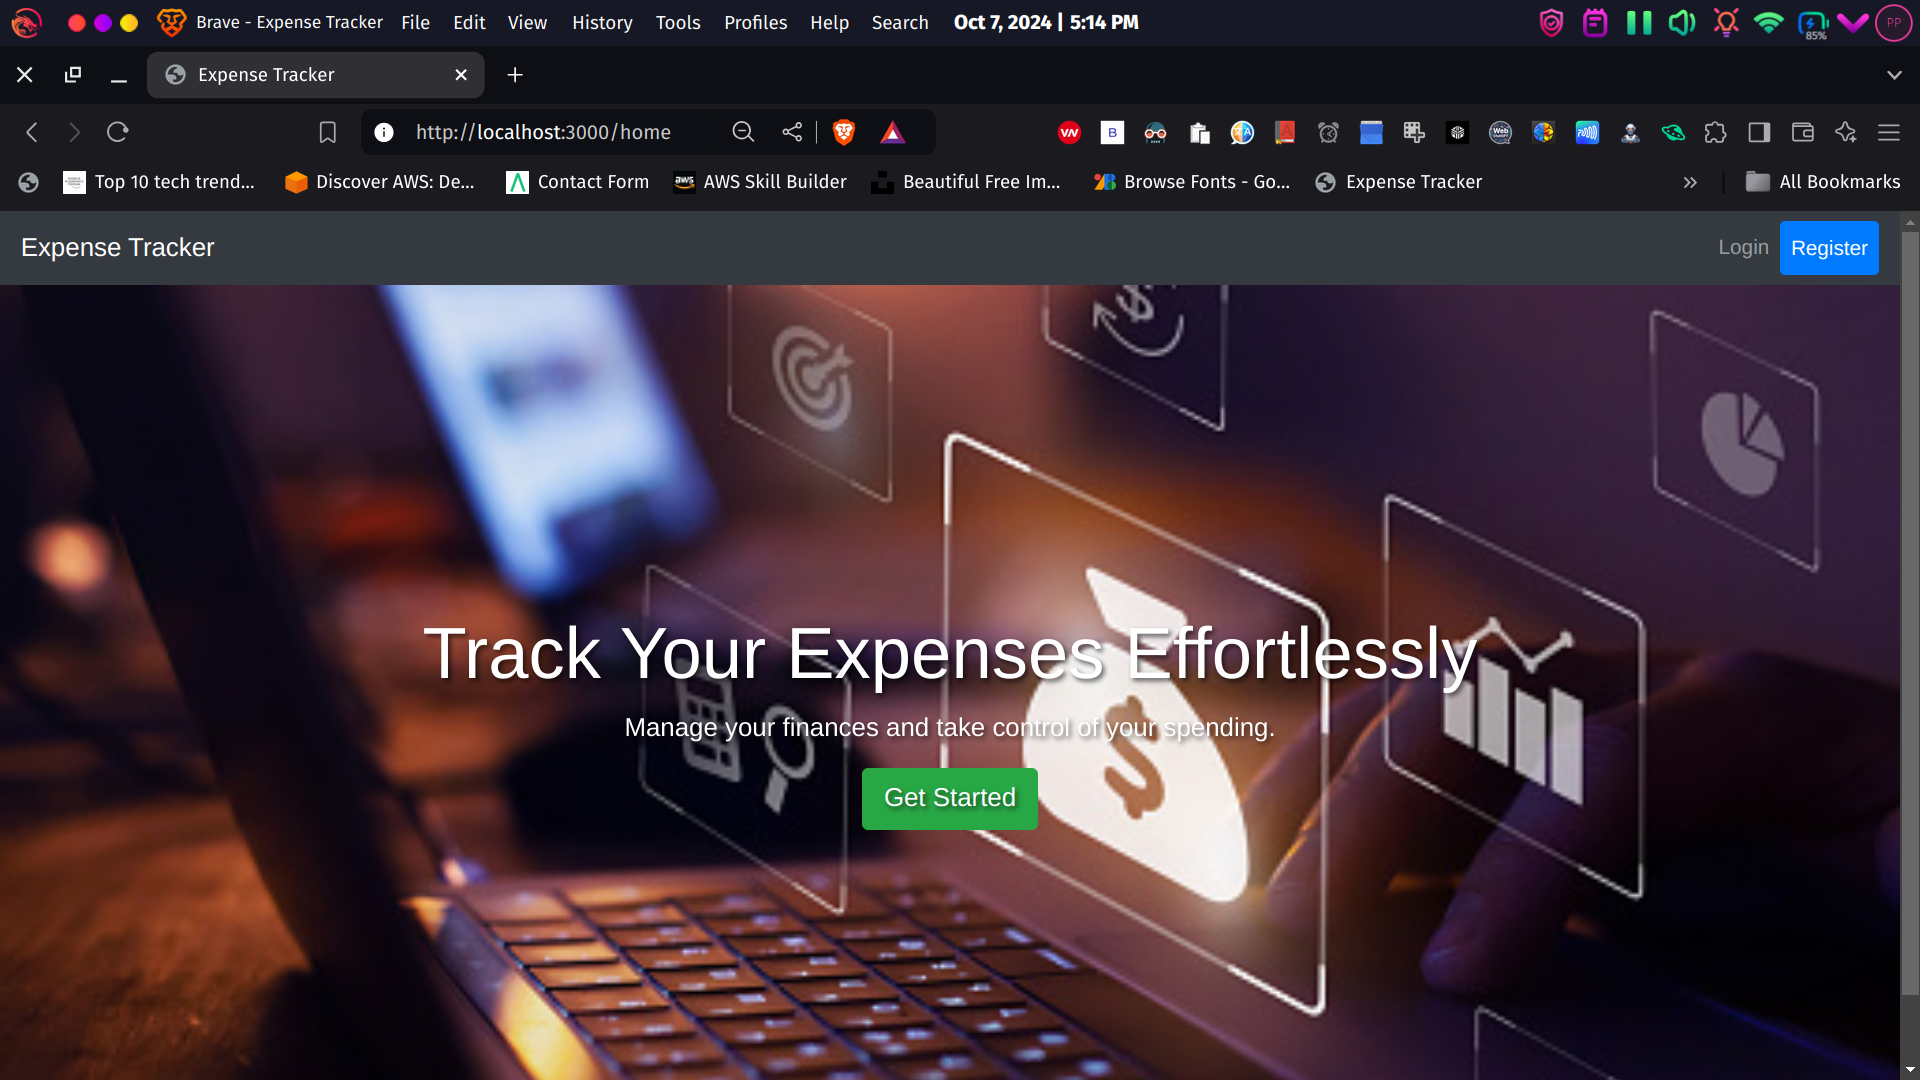 Brave - Expense Tracker File Edit View History Tools Profiles Help Search Oct 7, 2024 | 5:14 PM 85% PP
Expense Tracker
http://localhost:3000/home
Top 10 tech trend... Discover AWS: De... Contact Form AWS Skill Builder Beautiful Free Im... Browse Fonts - Go... Expense Tracker All Bookmarks
Expense Tracker Login Register
Track Your Expenses Effortlessly
Manage your finances and take control of your spending.
Get Started